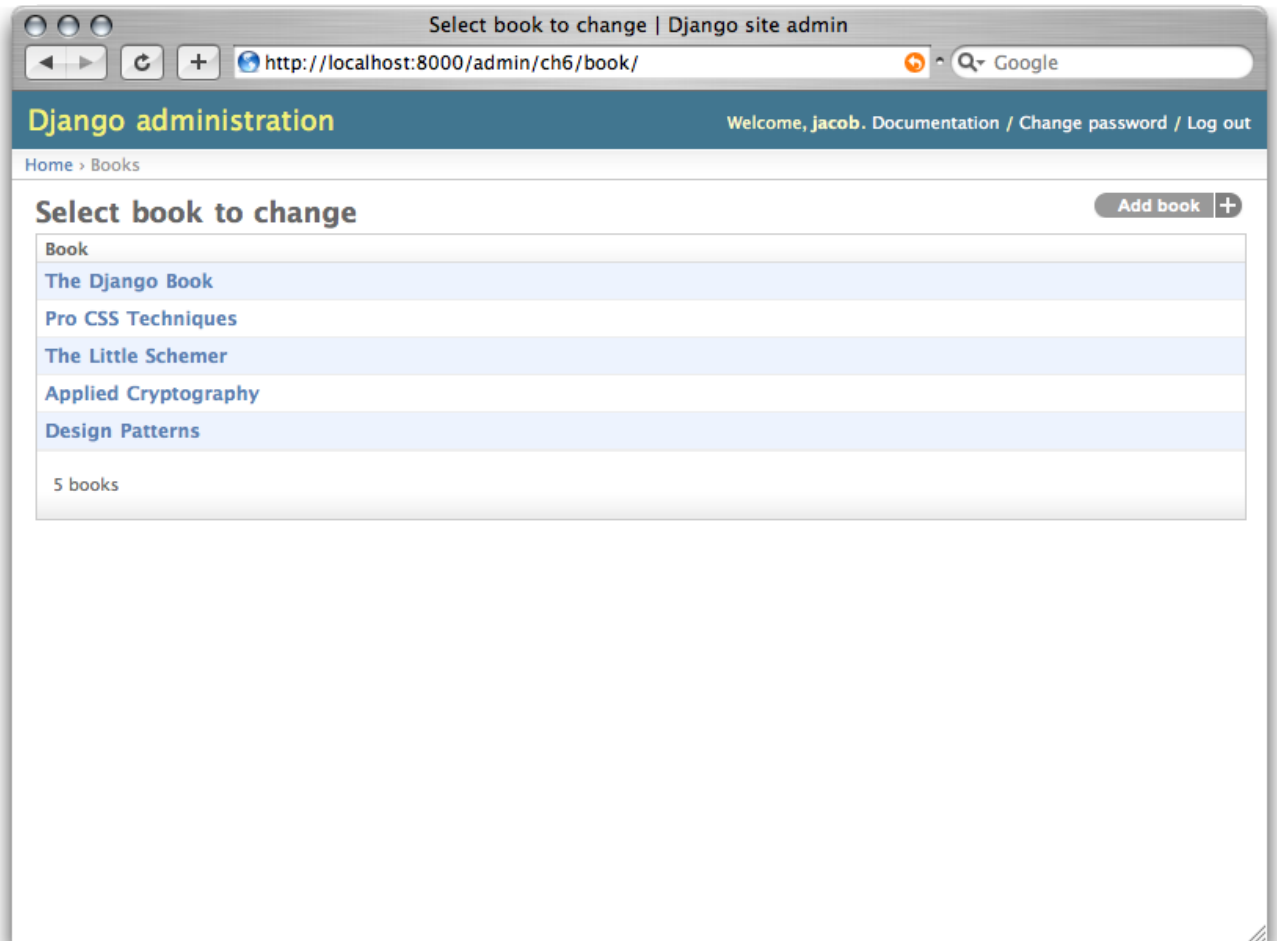 Select book to change | Django site admin
http://localhost:8000/admin/ch6/book/ Google
Django administration Welcome, jacob. Documentation / Change password / Log out
Home › Books
Select book to change Add book +
Book
The Django Book
Pro CSS Techniques
The Little Schemer
Applied Cryptography
Design Patterns
5 books